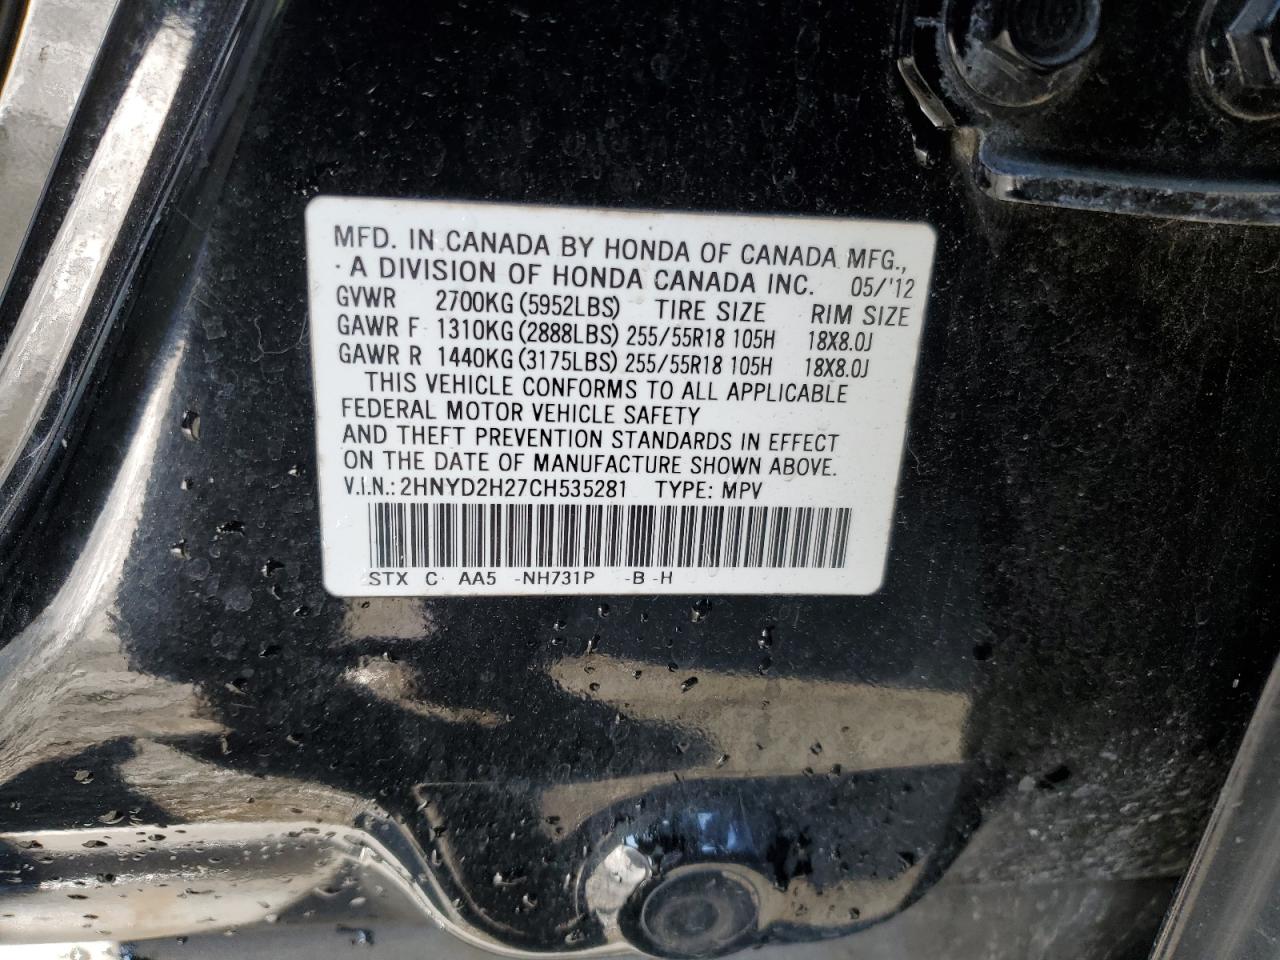 MFD. IN CANADA BY HONDA OF CANADA MFG.,
A DIVISION OF HONDA CANADA INC. 05/'12
GVWR 2700KG (5952LBS) TIRE SIZE RIM SIZE
GAWR F 1310KG (2888LBS) 255/55R18 105H 18X8.0J
GAWR R 1440KG (3175LBS) 255/55R18 105H 18X8.0J
THIS VEHICLE CONFORMS TO ALL APPLICABLE
FEDERAL MOTOR VEHICLE SAFETY
AND THEFT PREVENTION STANDARDS IN EFFECT
ON THE DATE OF MANUFACTURE SHOWN ABOVE.
V.I.N.: 2HNYD2H27CH535281 TYPE: MPV
STX C AA5 -NH731P -B -H